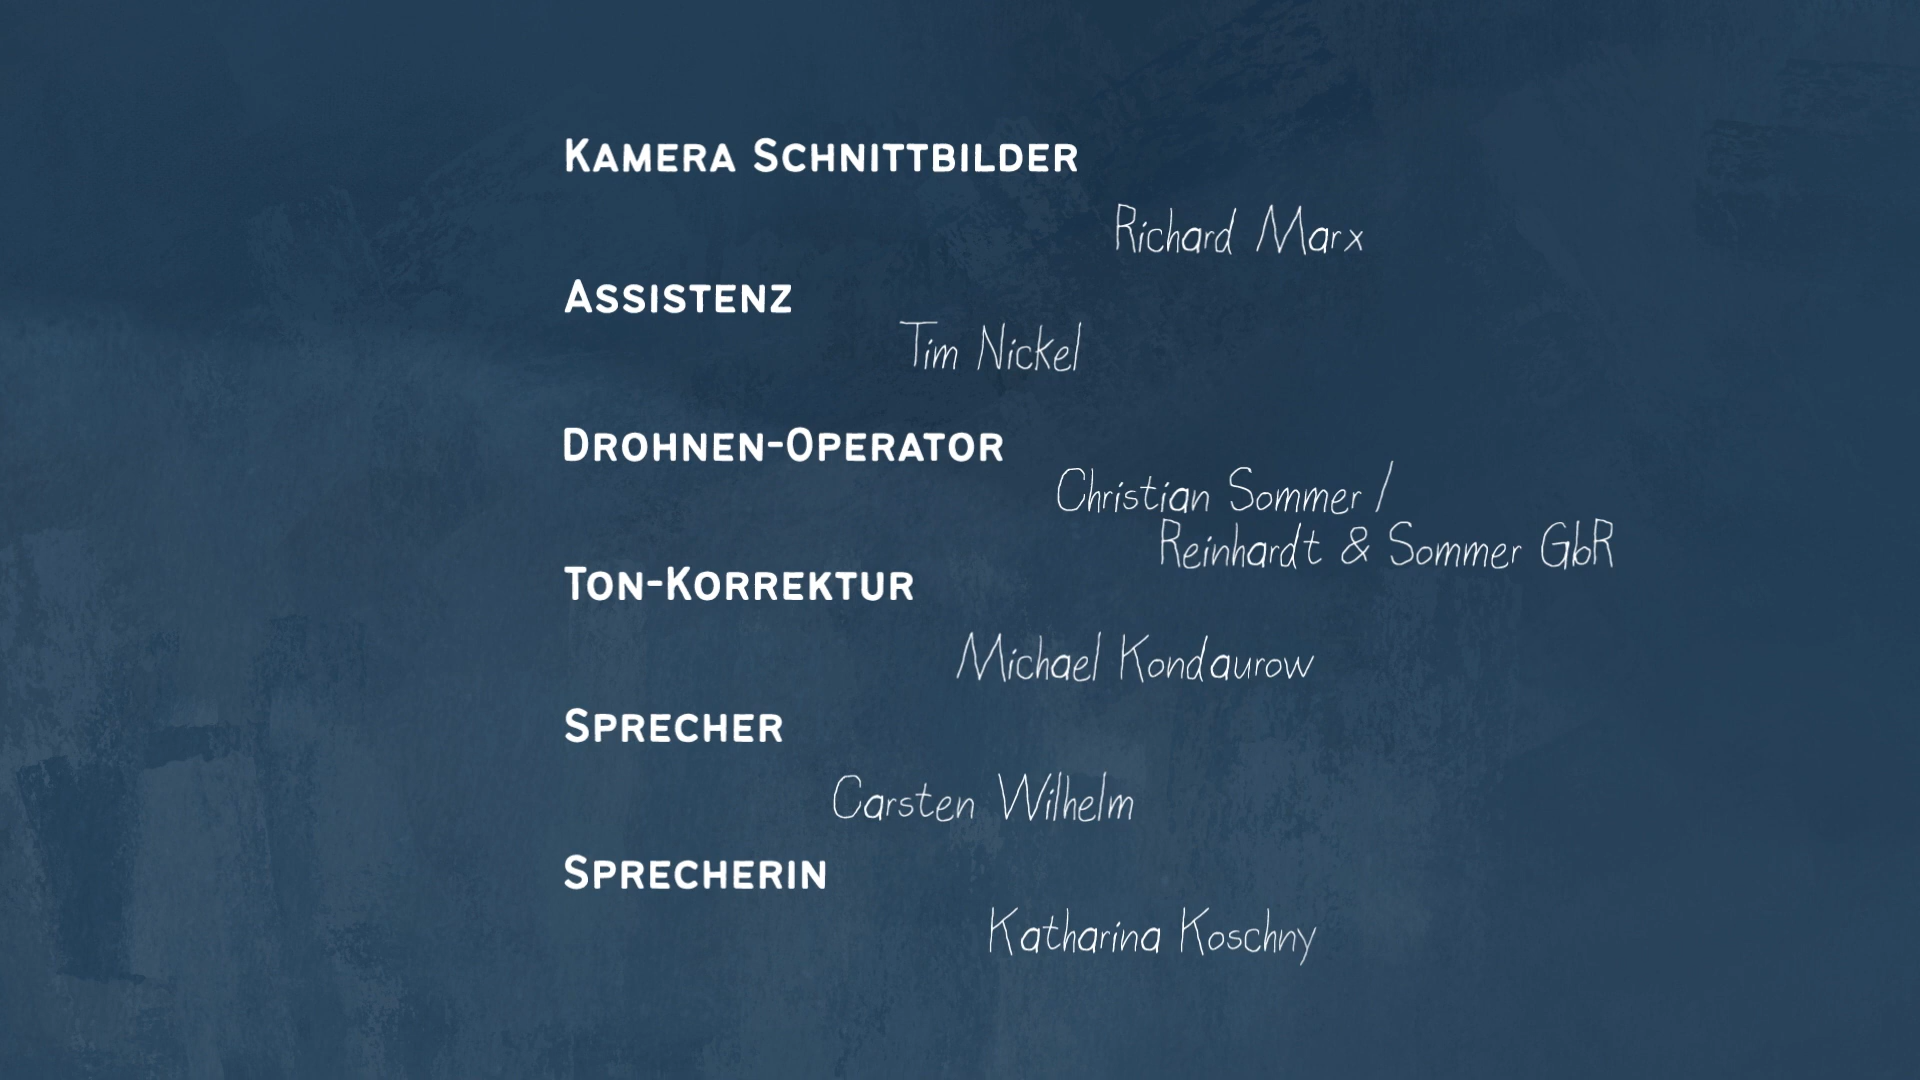 Kamera Schnittbilder
Richard Marx
Assistenz
Tim Nickel
Drohnen-Operator
Christian Sommer /
Reinhardt & Sommer GbR
Ton-Korrektur
Michael Kondaurow
Sprecher
Carsten Wilhelm
Sprecherin
Katharina Koschny